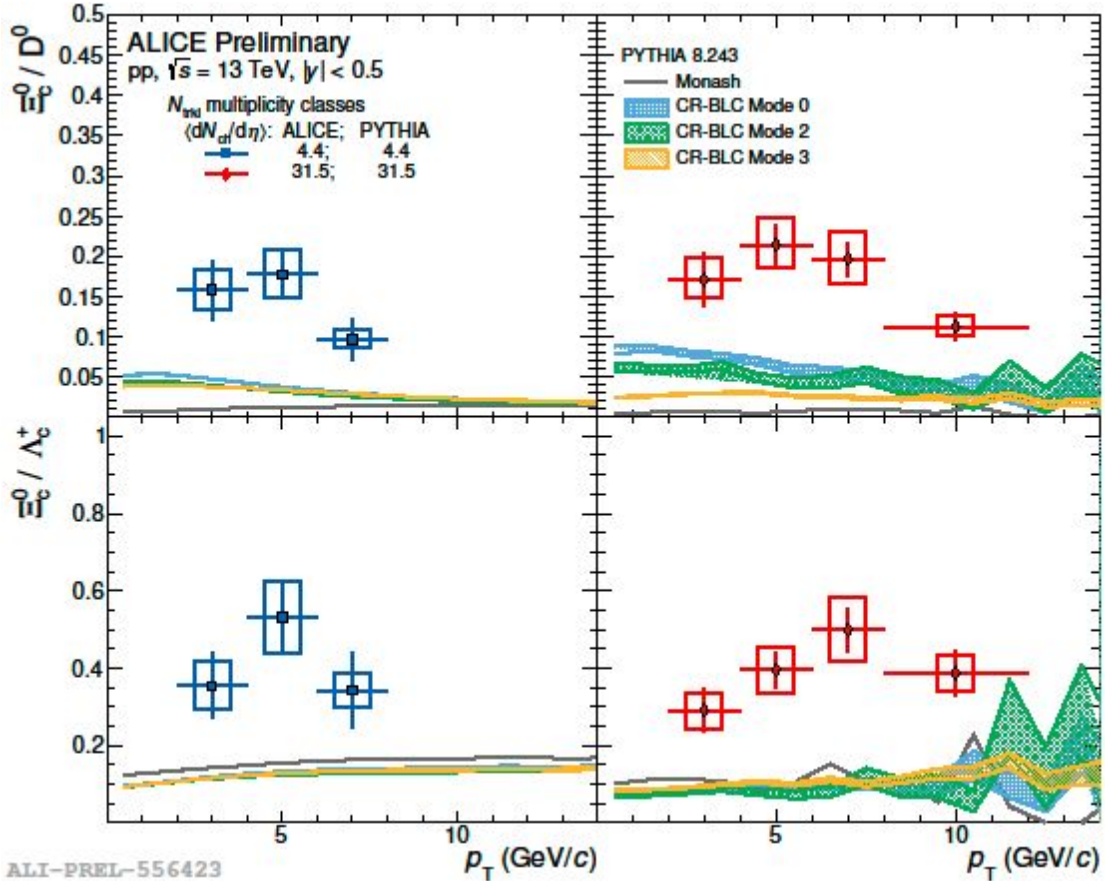 0.5
0.45
0.4
0.35
0.3
0.25
0.2
0.15
0.1
0.05
Ξc⁰ / D⁰
ALICE Preliminary
pp, √s = 13 TeV, |y| < 0.5
Ntrkl multiplicity classes
⟨dNch/dη⟩: ALICE; PYTHIA
4.4; 4.4
31.5; 31.5
PYTHIA 8.243
Monash
CR-BLC Mode 0
CR-BLC Mode 2
CR-BLC Mode 3
1
0.8
0.6
0.4
0.2
Ξc⁰ / Λc⁺
5 10
5 10
pT (GeV/c)
pT (GeV/c)
ALI-PREL-556423